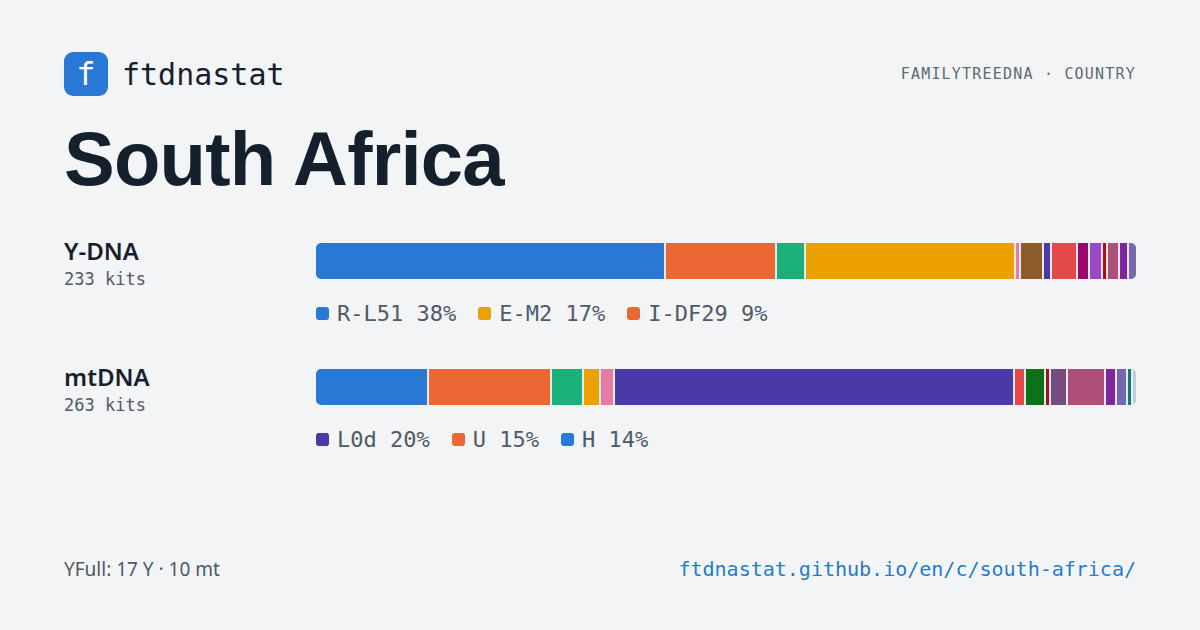 f ftdnastat
FAMILYTREEDNA · COUNTRY
South Africa
Y-DNA
233 kits
R-L51 38% E-M2 17% I-DF29 9%
mtDNA
263 kits
L0d 20% U 15% H 14%
YFull: 17 Y · 10 mt
ftdnastat.github.io/en/c/south-africa/